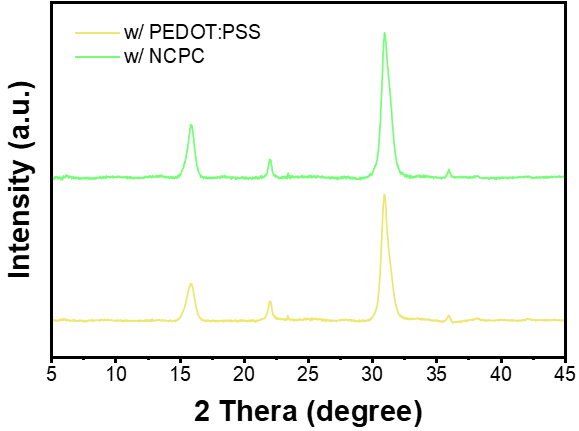 w/ PEDOT:PSS
w/ NCPC
Intensity (a.u.)
5 10 15 20 25 30 35 40 45
2 Thera (degree)